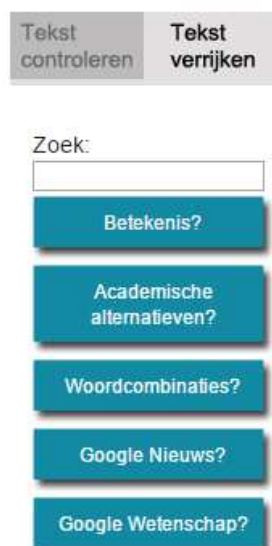 Tekst controleren
Tekst verrijken
Zoek:
Betekenis?
Academische
alternatieven?
Woordcombinaties?
Google Nieuws?
Google Wetenschap?